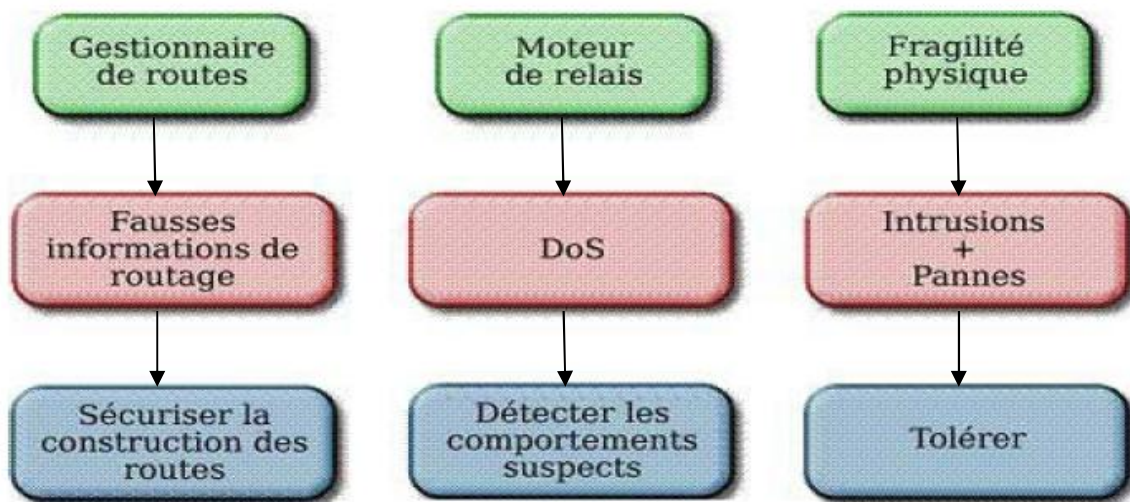 Gestionnaire
de routes
Moteur
de relais
Fragilité
physique
Fausses
informations de
routage
DoS
Intrusions
+
Pannes
Sécuriser la
construction des
routes
Détecter les
comportements
suspects
Tolérer